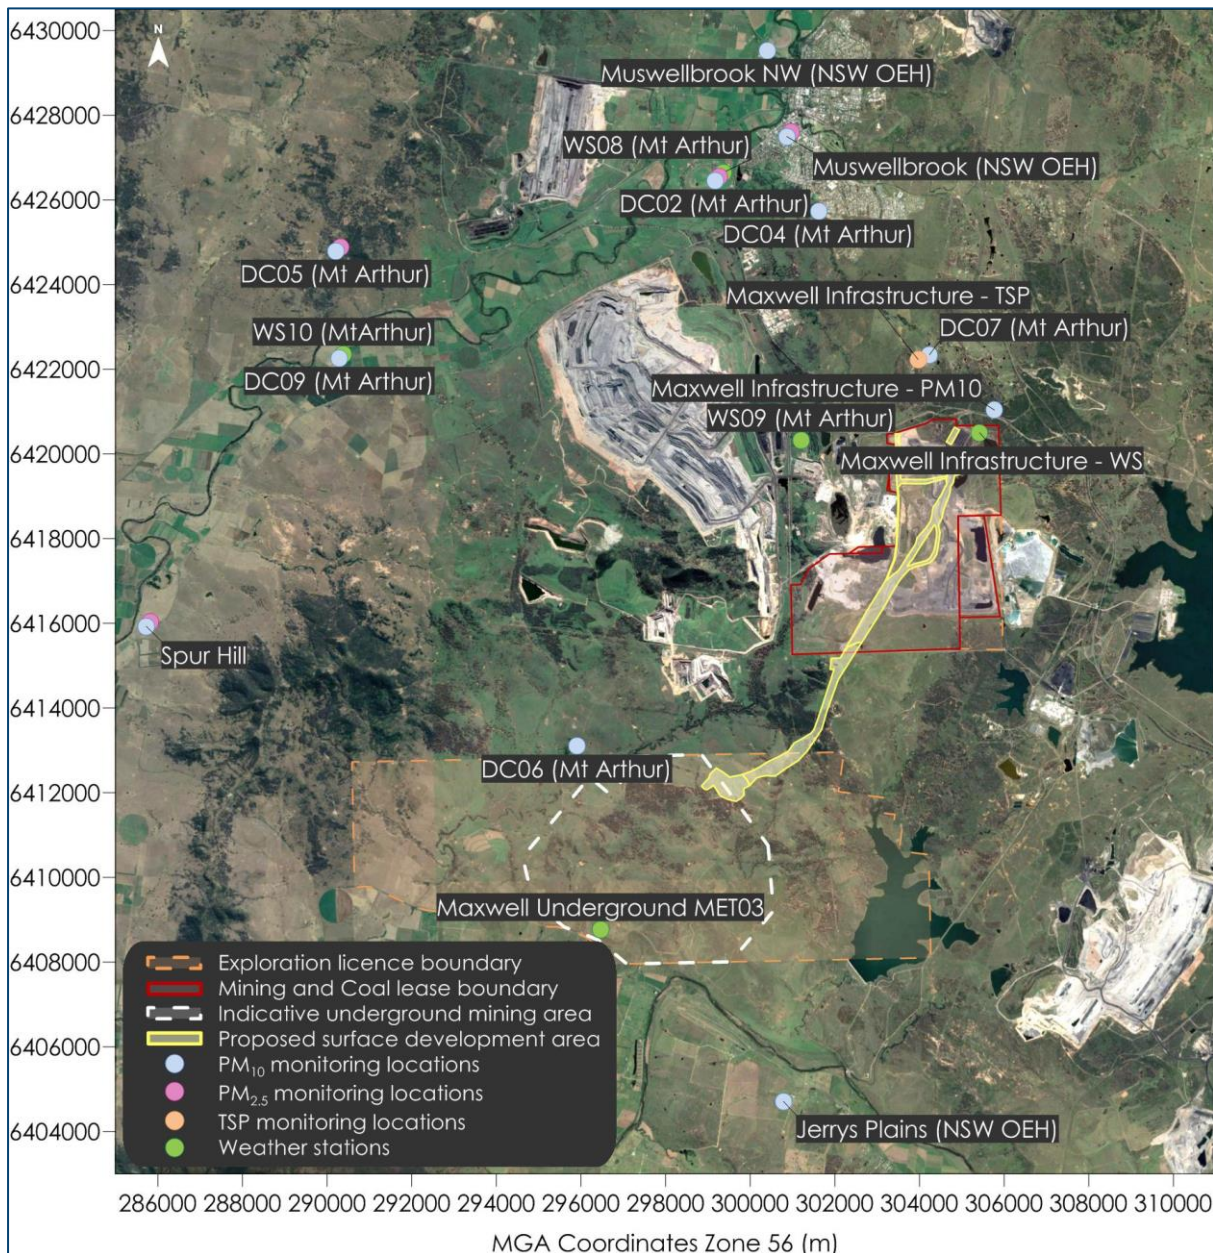 6430000
N
Muswellbrook NW (NSW OEH)
6428000
WS08 (Mt Arthur)
Muswellbrook (NSW OEH)
6426000
DC02 (Mt Arthur)
DC04 (Mt Arthur)
6424000
DC05 (Mt Arthur)
Maxwell Infrastructure - TSP
WS10 (MtArthur)
DC07 (Mt Arthur)
6422000
DC09 (Mt Arthur)
Maxwell Infrastructure - PM10
WS09 (Mt Arthur)
6420000
Maxwell Infrastructure - WS
6418000
6416000
Spur Hill
6414000
DC06 (Mt Arthur)
6412000
6410000
Maxwell Underground MET03
6408000
Exploration licence boundary
Mining and Coal lease boundary
Indicative underground mining area
6406000
Proposed surface development area
PM10 monitoring locations
PM2.5 monitoring locations
6404000
TSP monitoring locations
Jerrys Plains (NSW OEH)
Weather stations
286000 288000 290000 292000 294000 296000 298000 300000 302000 304000 306000 308000 310000
MGA Coordinates Zone 56 (m)